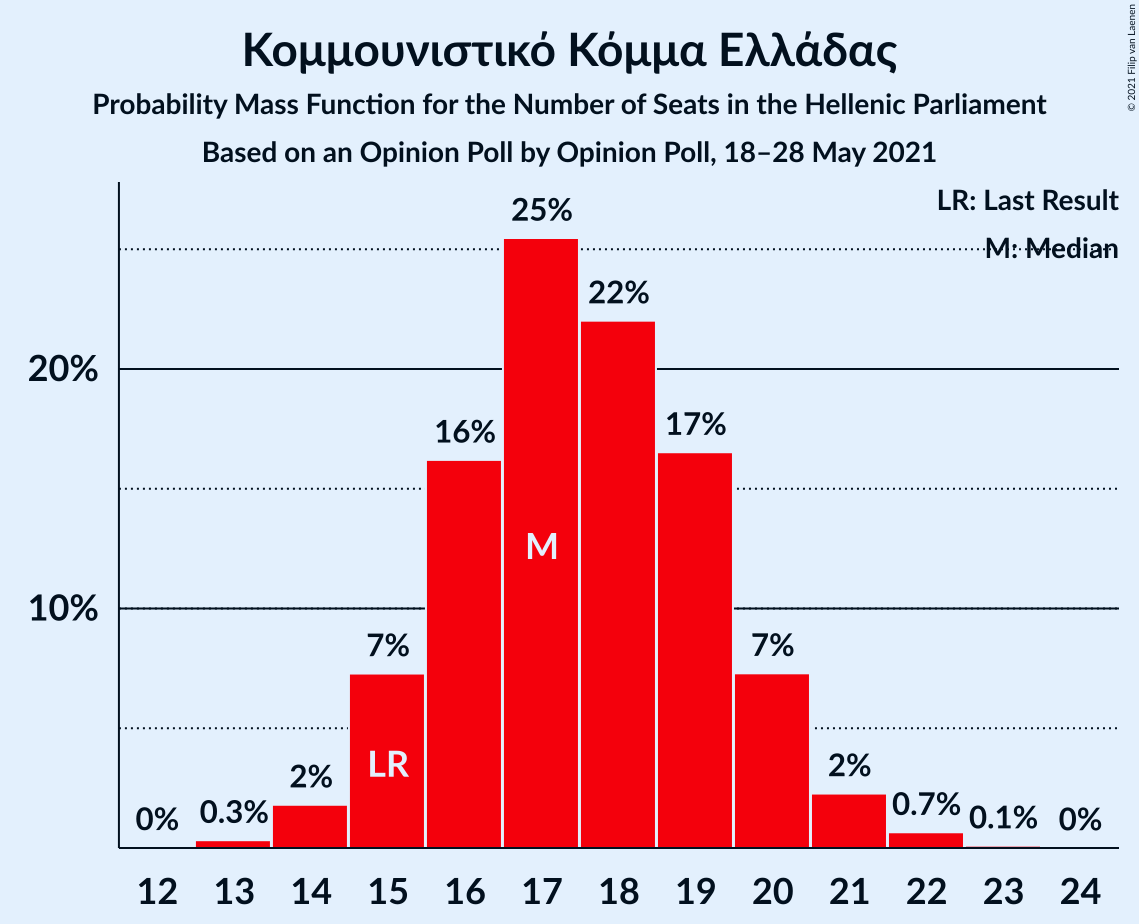 Κομμουνιστικό Κόμμα Ελλάδας
Probability Mass Function for the Number of Seats in the Hellenic Parliament
Based on an Opinion Poll by Opinion Poll, 18–28 May 2021
© 2021 Filip van Laenen
LR: Last Result
M: Median
25%
22%
20%
17%
16%
M
10%
7%
7%
LR
2%
2%
0%
0.3%
0.7%
0.1%
0%
12 13 14 15 16 17 18 19 20 21 22 23 24